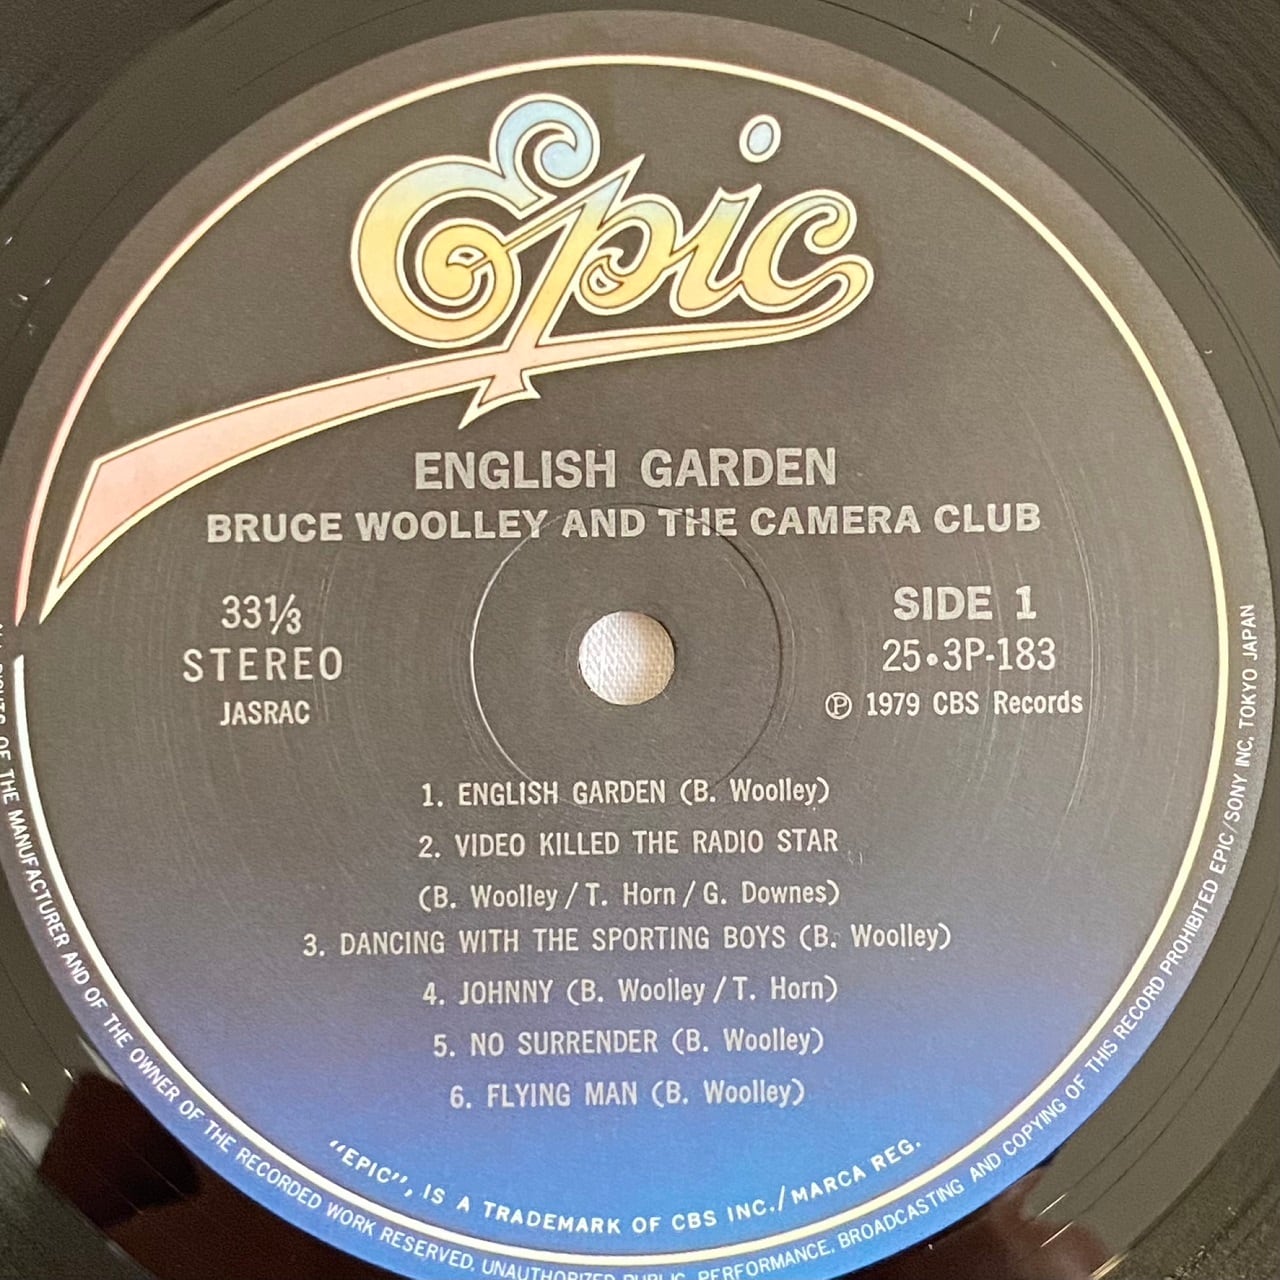 Epic
ENGLISH GARDEN
BRUCE WOOLLEY AND THE CAMERA CLUB
33⅓
STEREO
JASRAC
SIDE 1
25•3P-183
Ⓟ 1979 CBS Records
1. ENGLISH GARDEN (B. Woolley)
2. VIDEO KILLED THE RADIO STAR
(B. Woolley / T. Horn / G. Downes)
3. DANCING WITH THE SPORTING BOYS (B. Woolley)
4. JOHNNY (B. Woolley / T. Horn)
5. NO SURRENDER (B. Woolley)
6. FLYING MAN (B. Woolley)
"EPIC", IS A TRADEMARK OF CBS INC./MARCA REG.
RIGHTS OF THE MANUFACTURER AND OF THE OWNER OF THE RECORDED WORK RESERVED. UNAUTHORIZED PUBLIC PERFORMANCE. BROADCASTING AND COPYING OF THIS RECORD PROHIBITED EPIC/SONY INC. TOKYO JAPAN